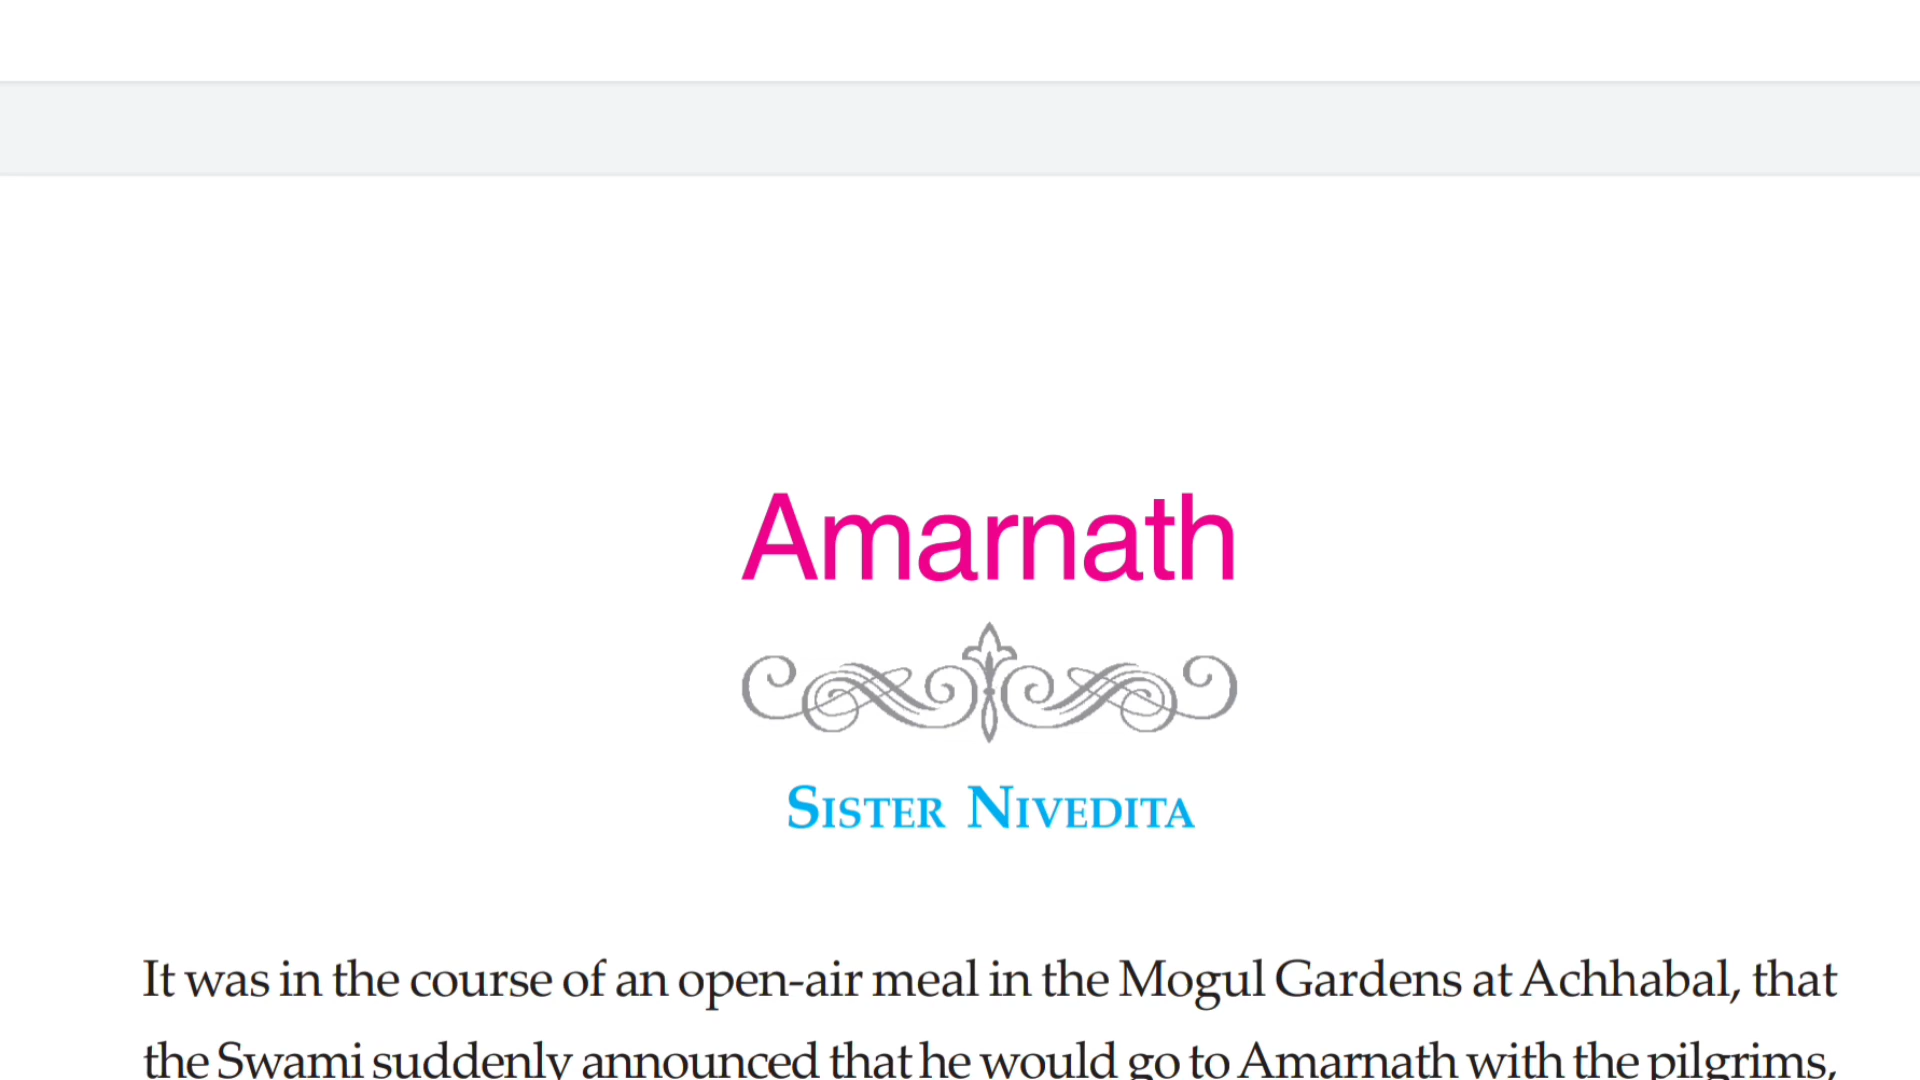 Amarnath
SISTER NIVEDITA
It was in the course of an open-air meal in the Mogul Gardens at Achhabal, that
the Swami suddenly announced that he would go to Amarnath with the pilgrims,